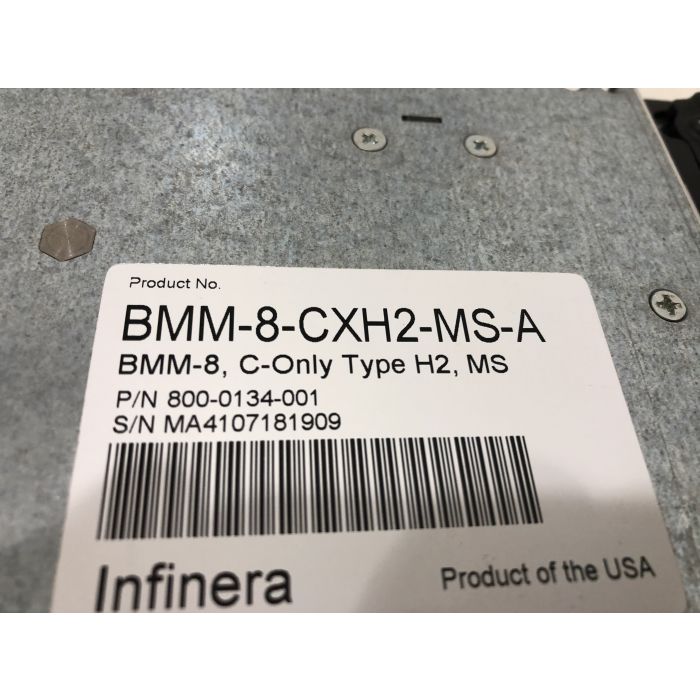 Product No.
BMM-8-CXH2-MS-A
BMM-8, C-Only Type H2, MS
P/N 800-0134-001
S/N MA4107181909
Infinera
Product of the USA